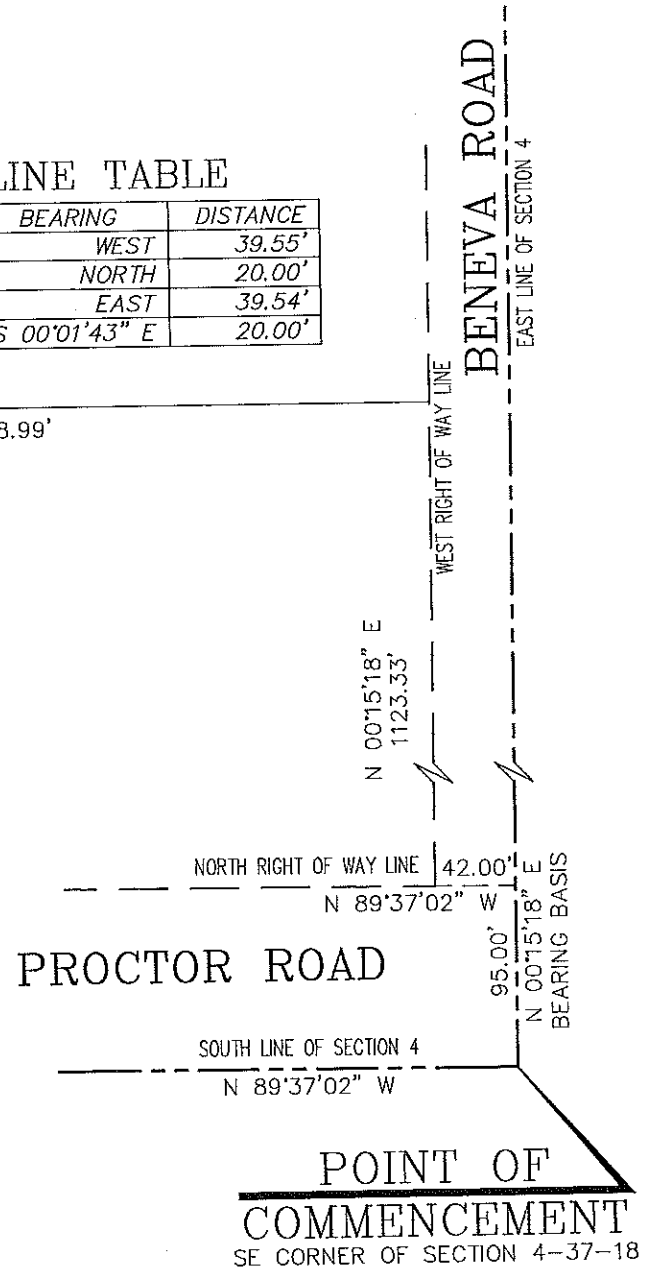 BENEVA ROAD
EAST LINE OF SECTION 4
LINE TABLE
BEARING DISTANCE
WEST 39.55'
NORTH 20.00'
EAST 39.54'
S 00°01'43" E 20.00'
8.99'
WEST RIGHT OF WAY LINE
N 00°15'18" E
1123.33'
NORTH RIGHT OF WAY LINE 42.00'
N 89°37'02" W
PROCTOR ROAD
95.00'
N 00°15'18" E
BEARING BASIS
SOUTH LINE OF SECTION 4
N 89°37'02" W
POINT OF
COMMENCEMENT
SE CORNER OF SECTION 4-37-18